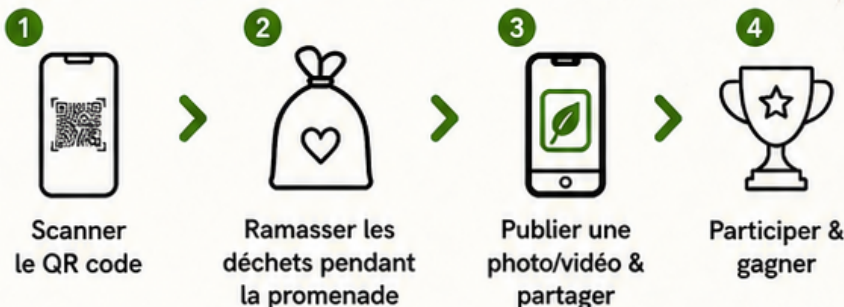 1
2
3
4
Scanner
le QR code
Ramasser les
déchets pendant
la promenade
Publier une
photo/vidéo &
partager
Participer &
gagner